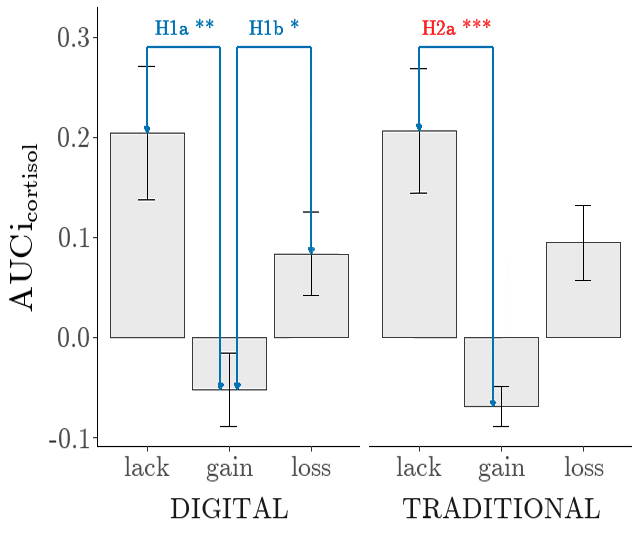 H1a **
H1b *
H2a ***
0.3
0.2
0.1
0.0
-0.1
AUCi_cortisol
lack
gain
loss
lack
gain
loss
DIGITAL
TRADITIONAL